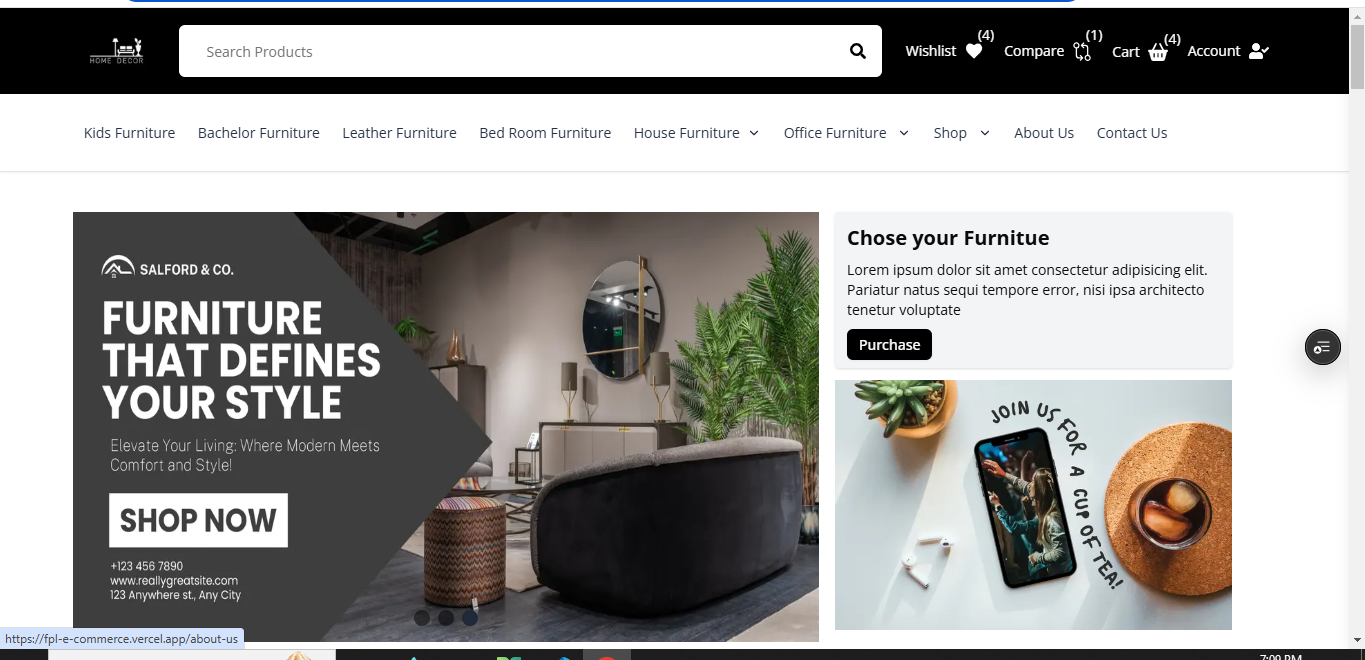 HOME DECOR
Search Products
Wishlist (4)
Compare (1)
Cart (4)
Account
Kids Furniture
Bachelor Furniture
Leather Furniture
Bed Room Furniture
House Furniture
Office Furniture
Shop
About Us
Contact Us
SALFORD & CO.
FURNITURE
THAT DEFINES
YOUR STYLE
Elevate Your Living: Where Modern Meets
Comfort and Style!
SHOP NOW
+123 456 7890
www.reallygreatsite.com
123 Anywhere st., Any City
Chose your Furnitue
Lorem ipsum dolor sit amet consectetur adipisicing elit.
Pariatur natus sequi tempore error, nisi ipsa architecto
tenetur voluptate
Purchase
JOIN US FOR A CUP OF TEA!
https://fpl-e-commerce.vercel.app/about-us
7:09 PM